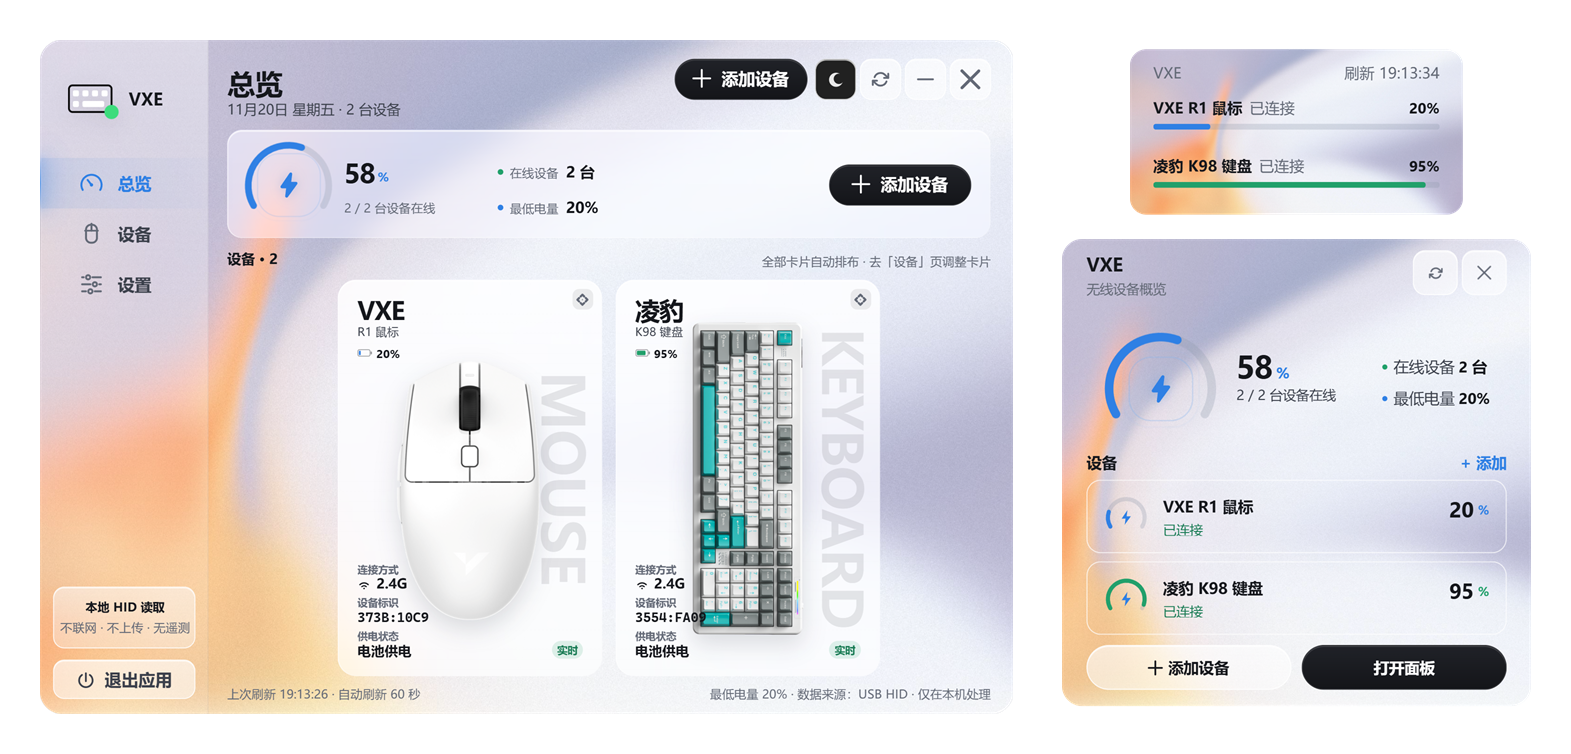 VXE
总览
设备
设置
本地 HID 读取
不联网 · 不上传 · 无遥测
退出应用
总览
11月20日 星期五 · 2 台设备
添加设备
58 %
2 / 2 台设备在线
在线设备 2 台
最低电量 20%
添加设备
设备 • 2
全部卡片自动排布 · 去「设备」页调整卡片
VXE
R1 鼠标
20%
MOUSE
连接方式
2.4G
设备标识
373B:10C9
供电状态
电池供电
实时
凌豹
K98 键盘
95%
KEYBOARD
连接方式
2.4G
设备标识
3554:FA09
供电状态
电池供电
实时
上次刷新 19:13:26 · 自动刷新 60 秒
最低电量 20% · 数据来源：USB HID · 仅在本机处理
VXE
刷新 19:13:34
VXE R1 鼠标 已连接 20%
凌豹 K98 键盘 已连接 95%
VXE
无线设备概览
58 %
2 / 2 台设备在线
在线设备 2 台
最低电量 20%
设备
+ 添加
VXE R1 鼠标
已连接
20 %
凌豹 K98 键盘
已连接
95 %
添加设备
打开面板